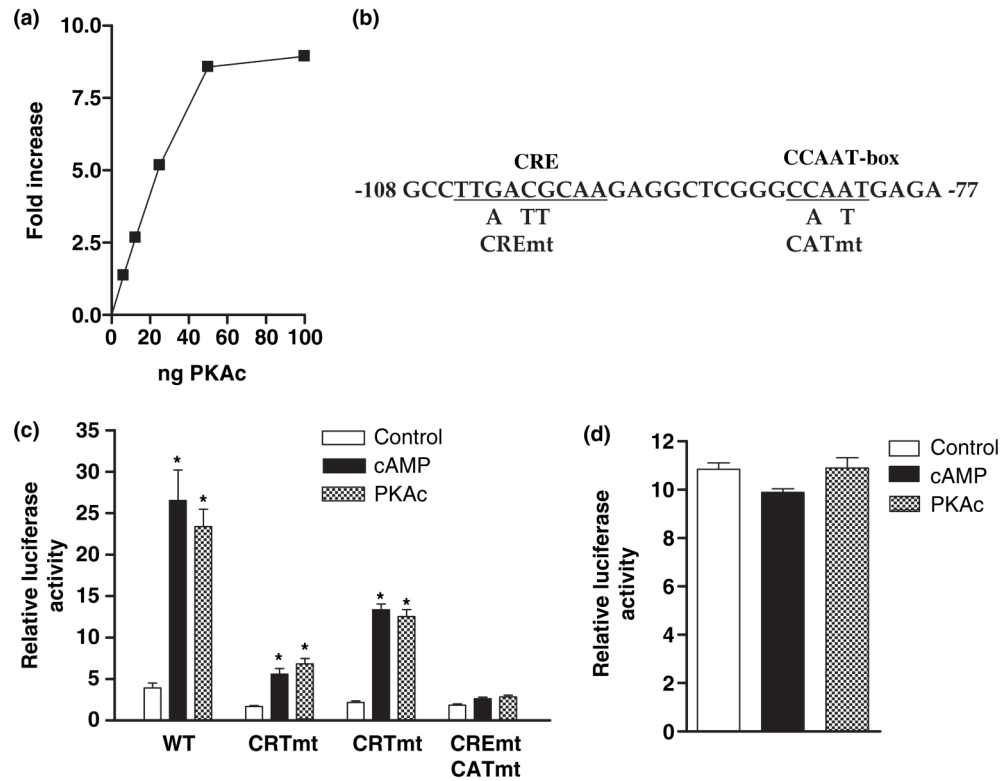 (a)
10.0
7.5
5.0
2.5
0.0
0 20 40 60 80 100
Fold increase
ng PKAc
(b)
CRE CCAAT-box
-108 GCCTTGACGCAAGAGGCTCGGGCCAATGAGA -77
A TT A T
CREmt CATmt
(c)
35
30
25
20
15
10
5
0
Relative luciferase
activity
Control
cAMP
PKAc
* * * * * *
WT CRTmt CRTmt CREmt
CATmt
(d)
12
10
8
6
4
2
0
Relative luciferase
activity
Control
cAMP
PKAc